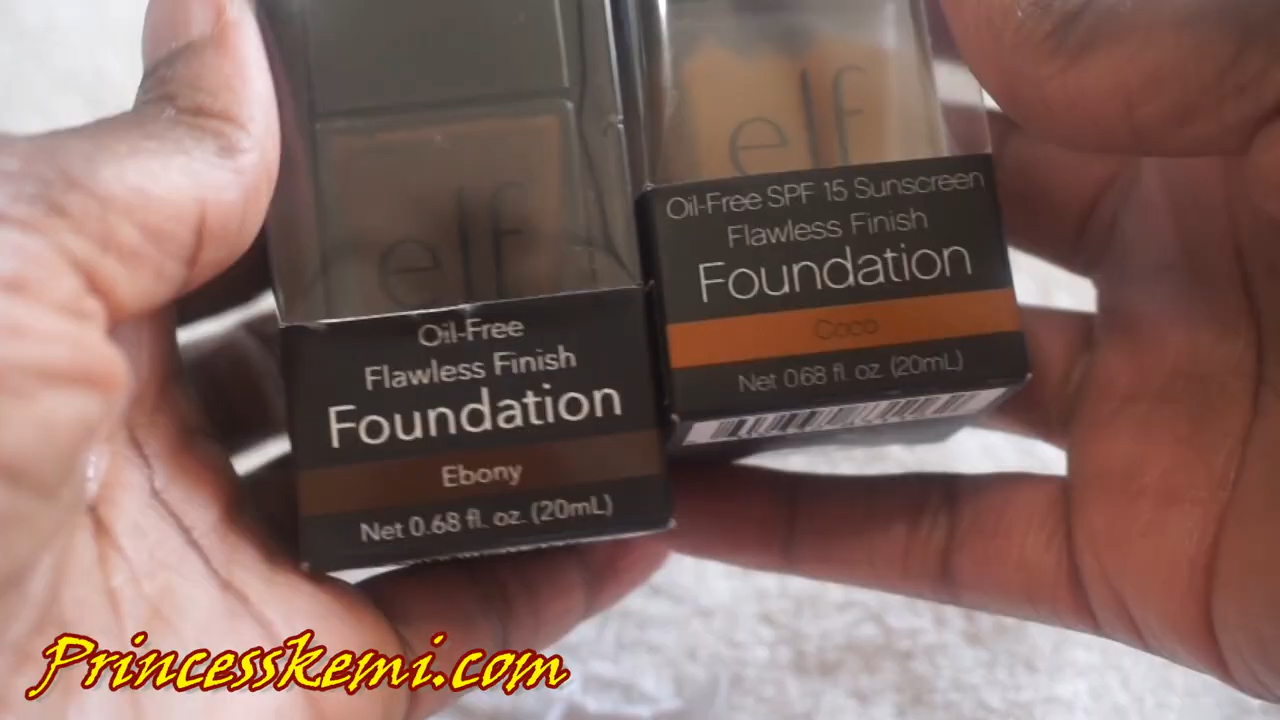 elf
Oil-Free
Flawless Finish
Foundation
Ebony
Net 0.68 fl. oz. (20mL)
elf
Oil-Free SPF 15 Sunscreen
Flawless Finish
Foundation
Coco
Net 0.68 fl. oz. (20mL)
Princesskemi.com